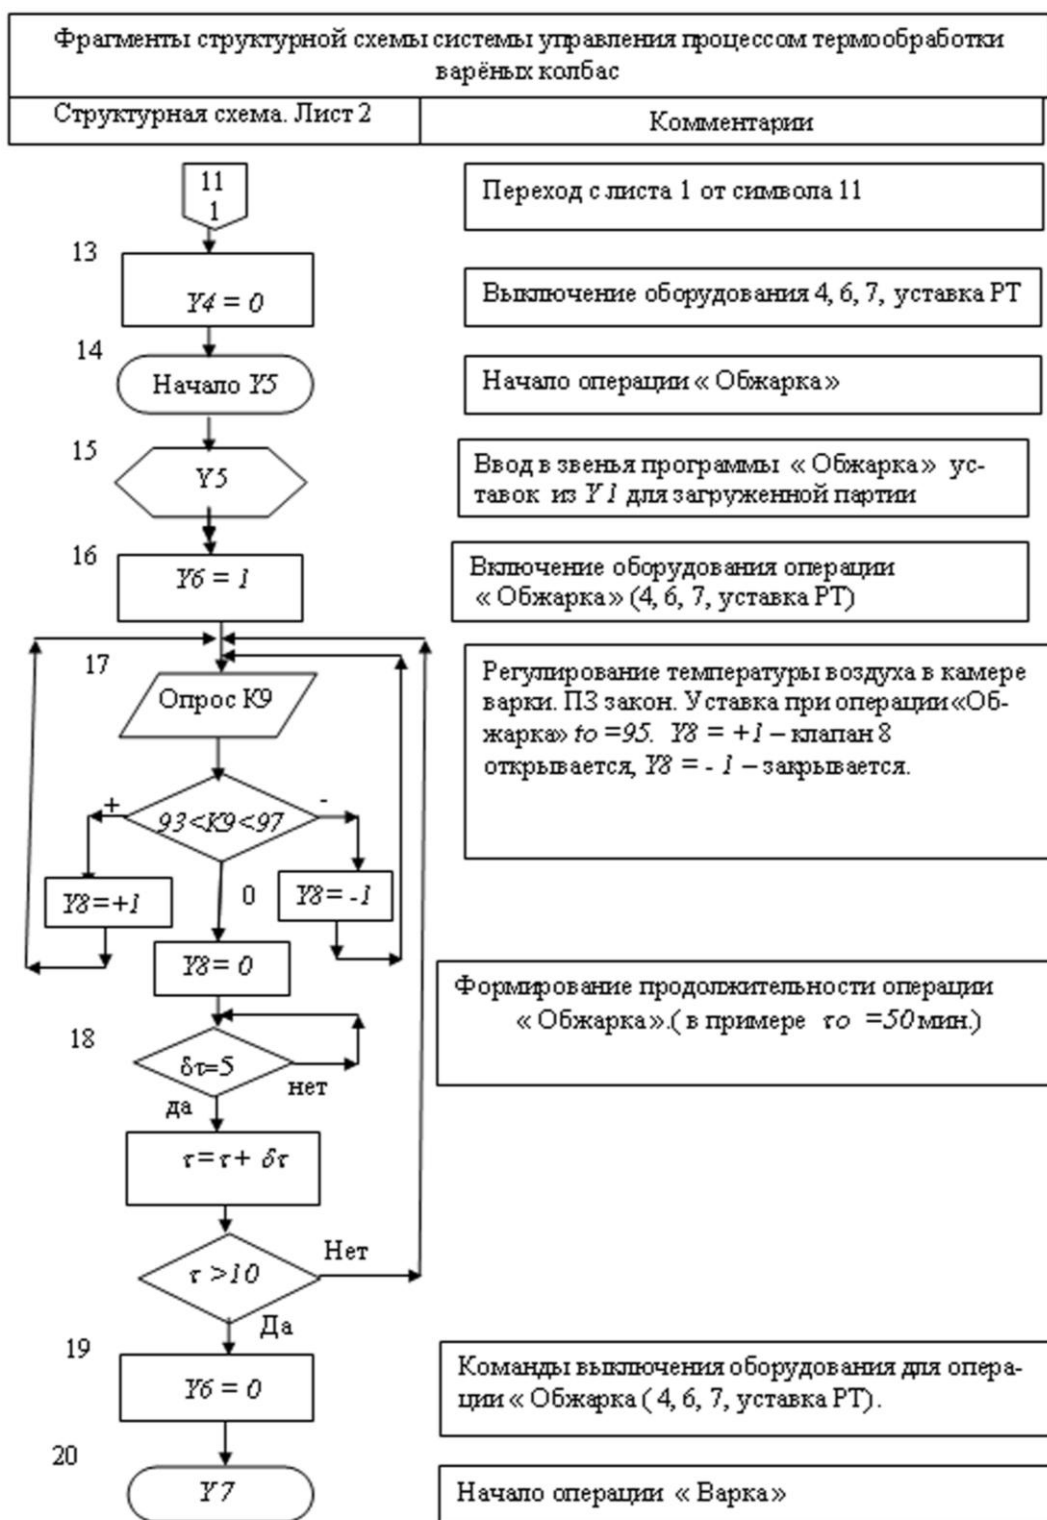 Фрагменты структурной схемы системы управления процессом термообработки
варёных колбас
Структурная схема. Лист 2
Комментарии
11
1
Переход с листа 1 от символа 11
13
Y4 = 0
Выключение оборудования 4, 6, 7, уставка РТ
14
Начало Y5
Начало операции « Обжарка»
15
Y5
Ввод в звенья программы « Обжарка» ус-
тавок из Y1 для загруженной партии
16
Y6 = 1
Включение оборудования операции
« Обжарка» (4, 6, 7, уставка РТ)
17
Опрос К9
Регулирование температуры воздуха в камере
варки. ПЗ закон. Уставка при операции «Об-
жарка» to =95. Y8 = +1 – клапан 8
открывается, Y8 = - 1 – закрывается.
+
-
93<K9<97
Y8=+1
0
Y8= -1
Y8= 0
Формирование продолжительности операции
« Обжарка».( в примере τo =50 мин.)
18
δτ=5
нет
да
τ=τ+ δτ
τ >10
Нет
Да
19
Y6 = 0
Команды выключения оборудования для опера-
ции « Обжарка ( 4, 6, 7, уставка РТ).
20
Y7
Начало операции « Варка»